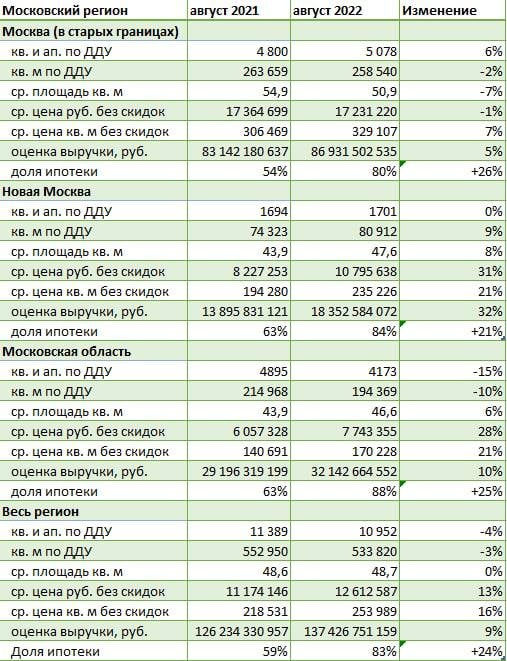 Московский регион август 2021 август 2022 Изменение
Москва (в старых границах)
кв. и ап. по ДДУ 4 800 5 078 6%
кв. м по ДДУ 263 659 258 540 -2%
ср. площадь кв. м 54,9 50,9 -7%
ср. цена руб. без скидок 17 364 699 17 231 220 -1%
ср. цена кв. м без скидок 306 469 329 107 7%
оценка выручки, руб. 83 142 180 637 86 931 502 535 5%
доля ипотеки 54% 80% +26%
Новая Москва
кв. и ап. по ДДУ 1694 1701 0%
кв. м по ДДУ 74 323 80 912 9%
ср. площадь кв. м 43,9 47,6 8%
ср. цена руб. без скидок 8 227 253 10 795 638 31%
ср. цена кв. м без скидок 194 280 235 226 21%
оценка выручки, руб. 13 895 831 121 18 352 584 072 32%
доля ипотеки 63% 84% +21%
Московская область
кв. и ап. по ДДУ 4895 4173 -15%
кв. м по ДДУ 214 968 194 369 -10%
ср. площадь кв. м 43,9 46,6 6%
ср. цена руб. без скидок 6 057 328 7 743 355 28%
ср. цена кв. м без скидок 140 691 170 228 21%
оценка выручки, руб. 29 196 319 199 32 142 664 552 10%
доля ипотеки 63% 88% +25%
Весь регион
кв. и ап. по ДДУ 11 389 10 952 -4%
кв. м по ДДУ 552 950 533 820 -3%
ср. площадь кв. м 48,6 48,7 0%
ср. цена руб. без скидок 11 174 146 12 612 587 13%
ср. цена кв. м без скидок 218 531 253 989 16%
оценка выручки, руб. 126 234 330 957 137 426 751 159 9%
Доля ипотеки 59% 83% +24%